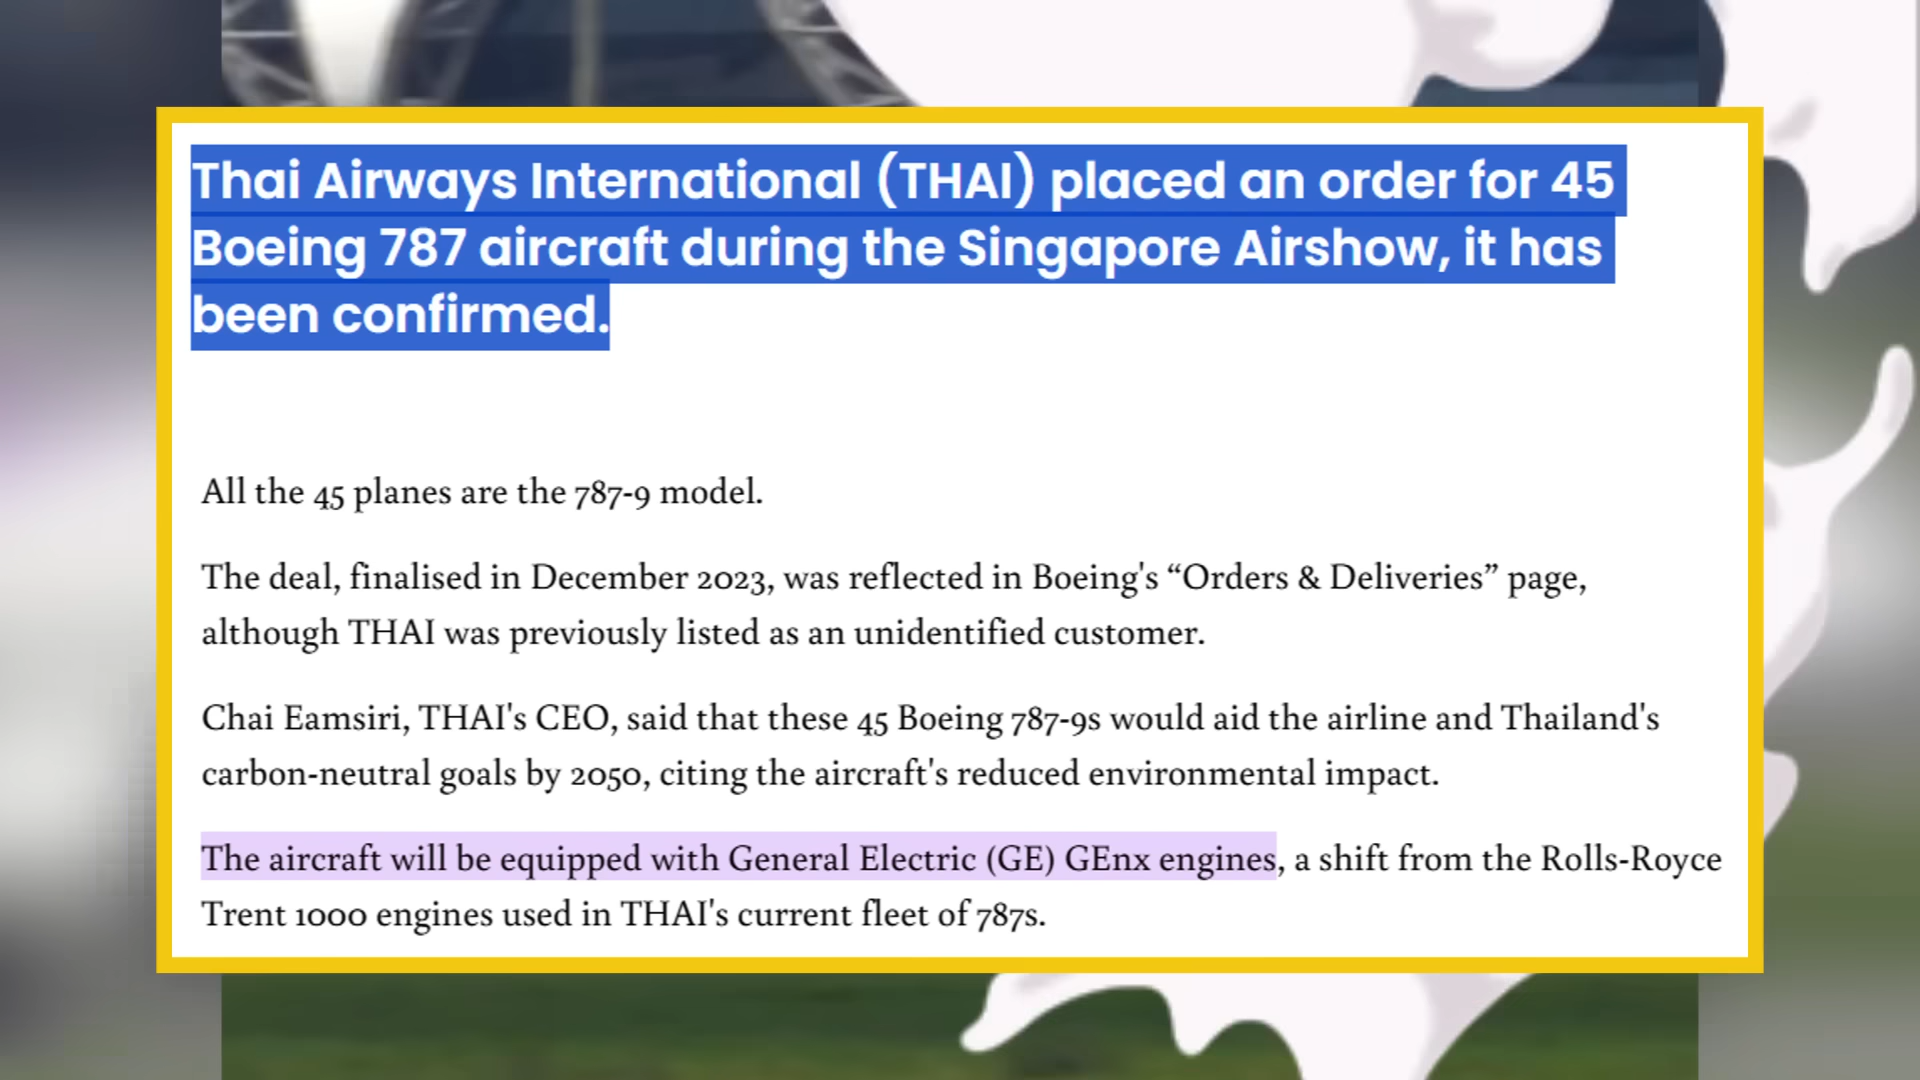 Thai Airways International (THAI) placed an order for 45
Boeing 787 aircraft during the Singapore Airshow, it has
been confirmed.
All the 45 planes are the 787-9 model.
The deal, finalised in December 2023, was reflected in Boeing's “Orders & Deliveries” page,
although THAI was previously listed as an unidentified customer.
Chai Eamsiri, THAI's CEO, said that these 45 Boeing 787-9s would aid the airline and Thailand's
carbon-neutral goals by 2050, citing the aircraft's reduced environmental impact.
The aircraft will be equipped with General Electric (GE) GEnx engines, a shift from the Rolls-Royce
Trent 1000 engines used in THAI's current fleet of 787s.